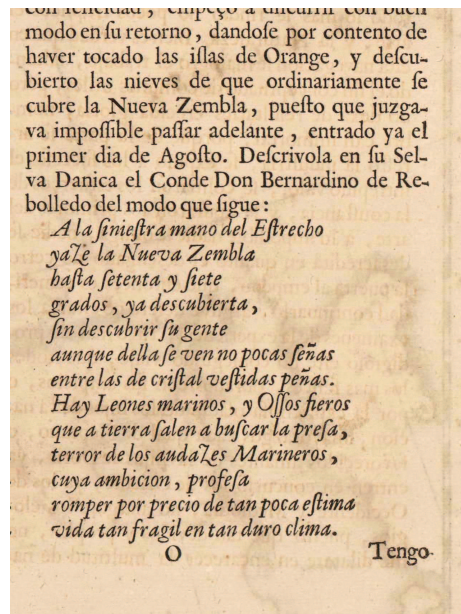 con felicidad, empeço a discurrir con buen
modo en ſu retorno, dandoſe por contento de
haver tocado las iſlas de Orange, y deſcu-
bierto las nieves de que ordinariamente ſe
cubre la Nueva Zembla, pueſto que juzga-
va impoſſible paſſar adelante, entrado ya el
primer dia de Agoſto. Deſcrivola en ſu Sel-
va Danica el Conde Don Bernardino de Re-
bolledo del modo que ſigue:
A la ſinieſtra mano del Eſtrecho
yaZe la Nueva Zembla
haſta ſetenta y ſiete
grados, ya deſcubierta,
ſin deſcubrir ſu gente
aunque della ſe ven no pocas ſeñas
entre las de criſtal veſtidas peñas.
Hay Leones marinos, y Oſſos fieros
que a tierra ſalen a buſcar la preſa,
terror de los audaZes Marineros,
cuya ambicion, profeſa
romper por precio de tan poca eſtima
vida tan fragil en tan duro clima.
O Tengo